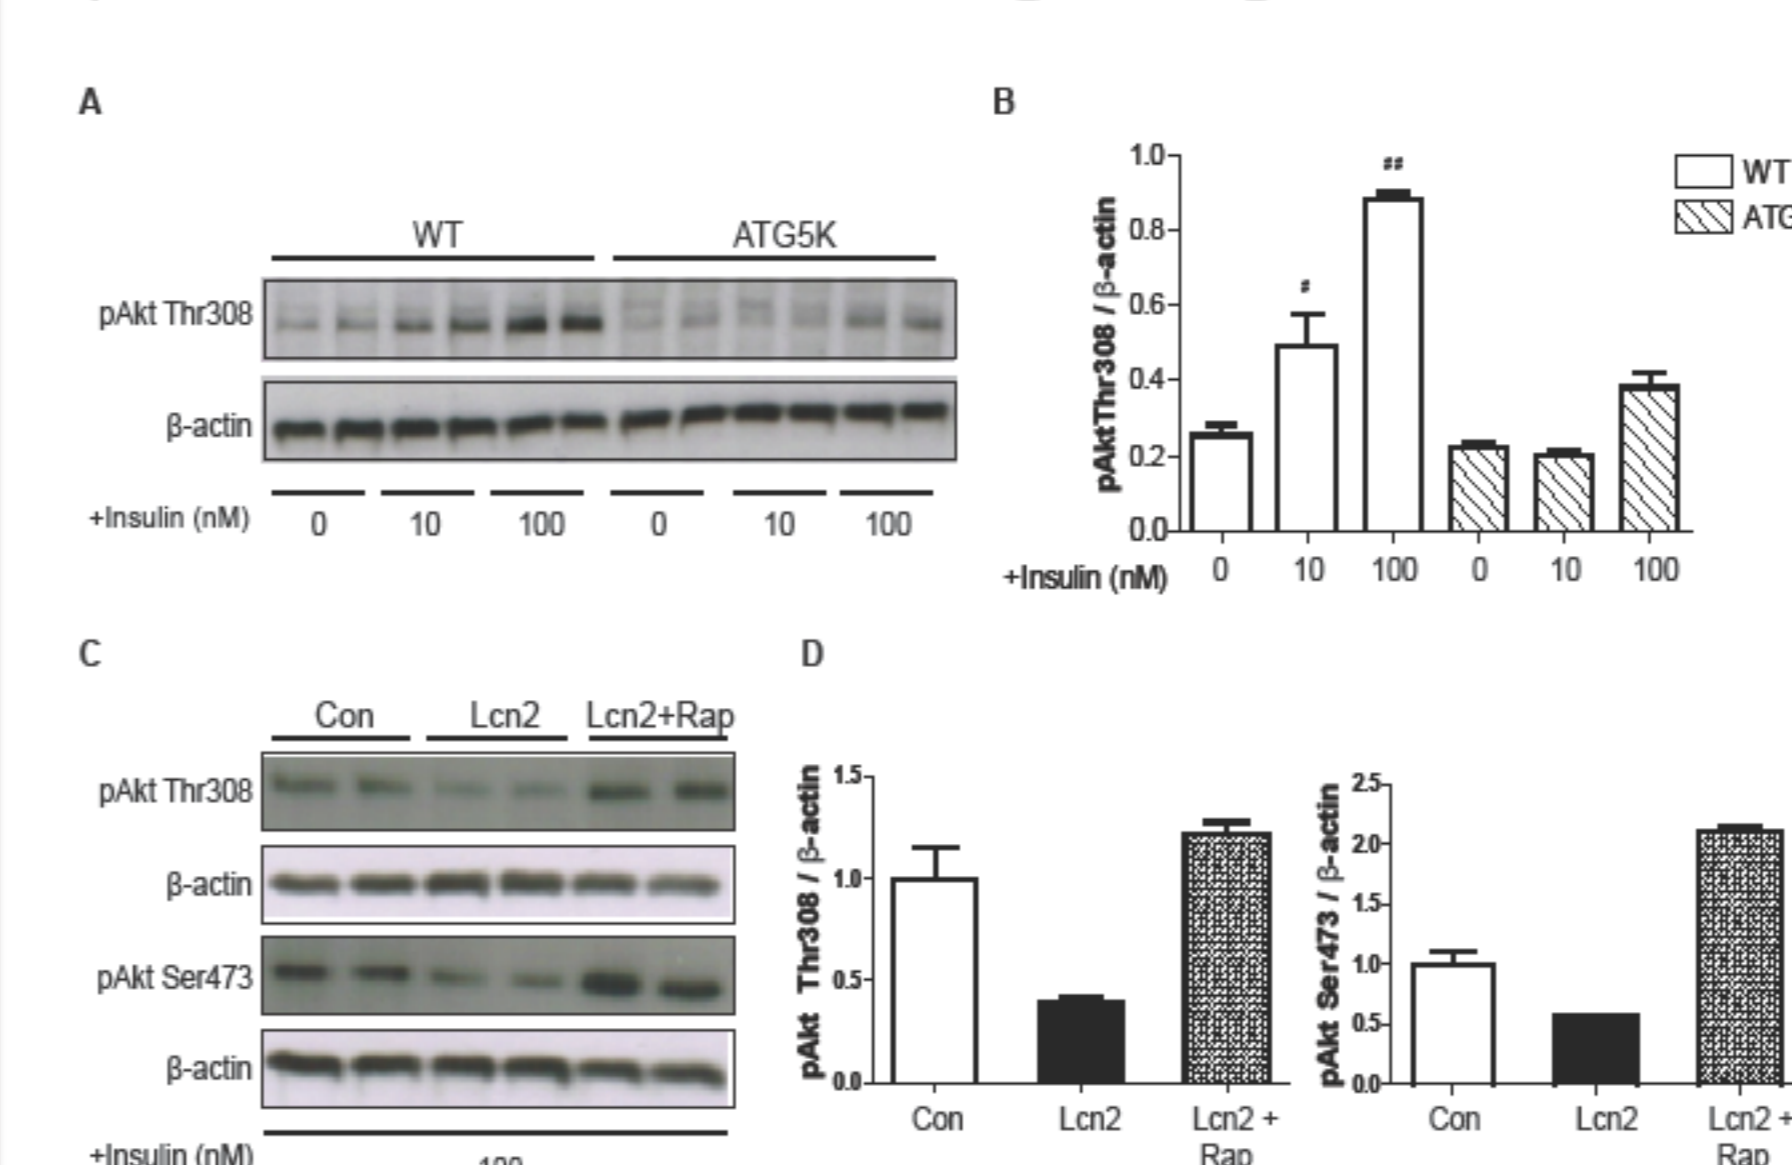 A
WT ATG5K
pAkt Thr308
β-actin
+Insulin (nM) 0 10 100 0 10 100
B
pAktThr308 / β-actin
1.0
0.8
0.6
0.4
0.2
0.0
WT
ATG
+Insulin (nM) 0 10 100 0 10 100
C
Con Lcn2 Lcn2+Rap
pAkt Thr308
β-actin
pAkt Ser473
β-actin
+Insulin (nM) 100
D
pAkt Thr308 / β-actin
1.5
1.0
0.5
0.0
Con Lcn2 Lcn2 +
Rap
pAkt Ser473 / β-actin
2.5
2.0
1.5
1.0
0.5
0.0
Con Lcn2 Lcn2 +
Rap